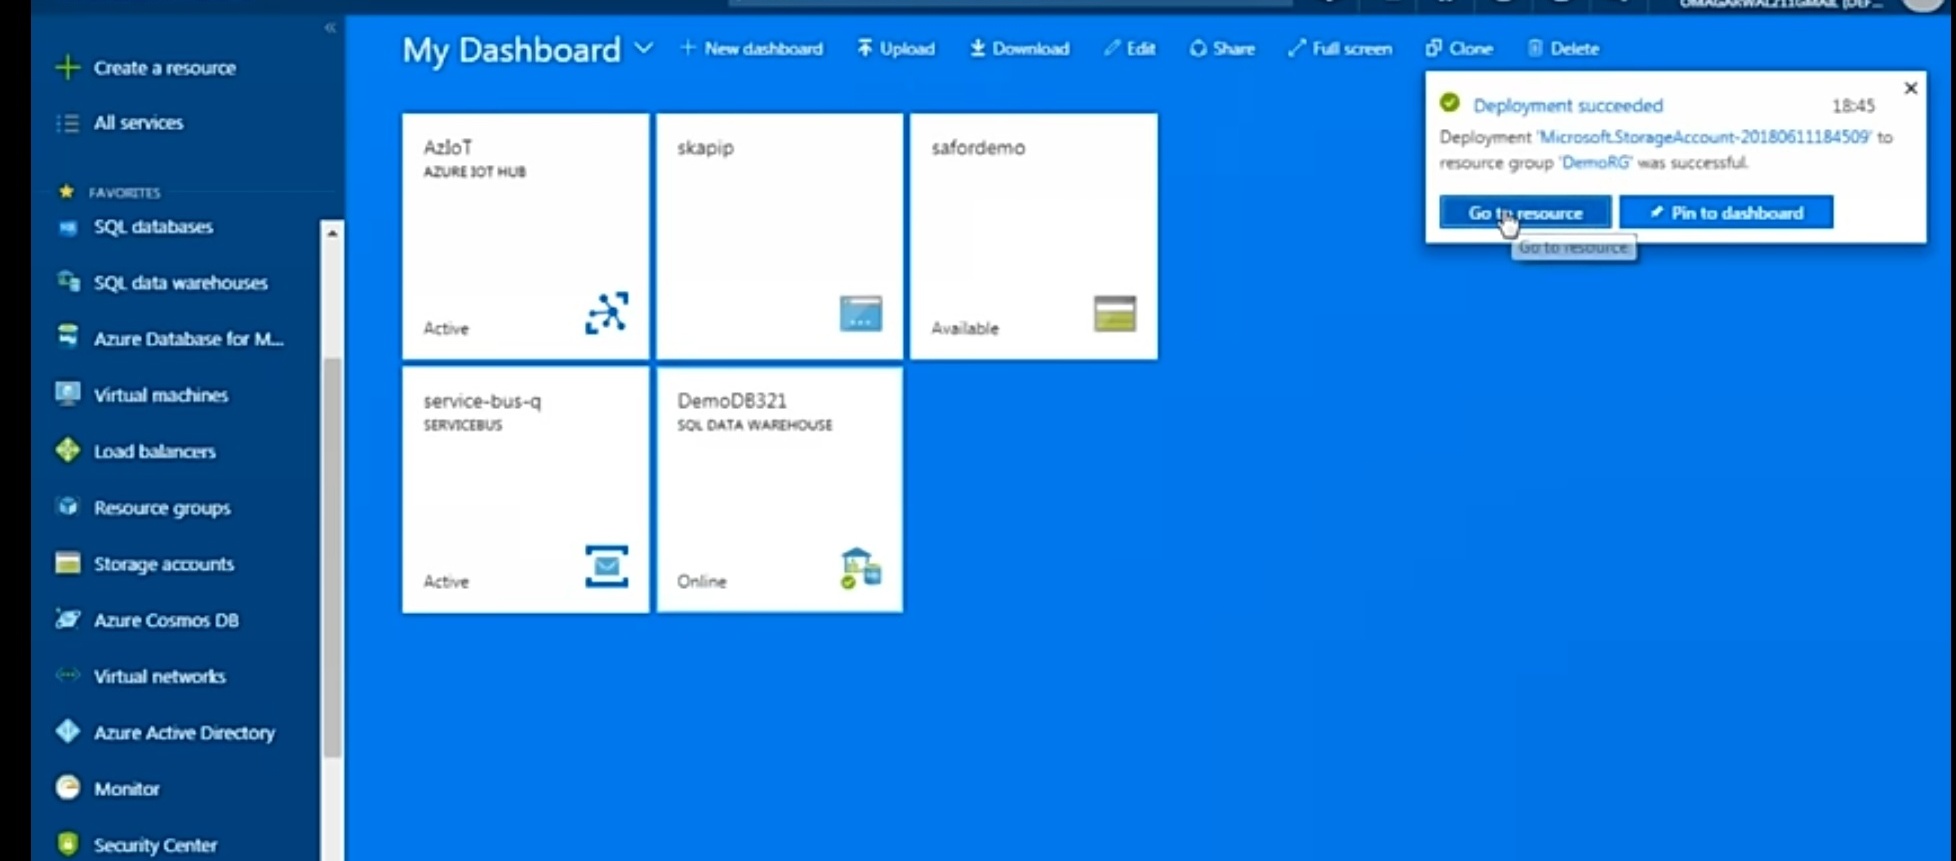 Create a resource
All services
FAVORITES
SQL databases
SQL data warehouses
Azure Database for M...
Virtual machines
Load balancers
Resource groups
Storage accounts
Azure Cosmos DB
Virtual networks
Azure Active Directory
Monitor
Security Center
My Dashboard
+ New dashboard
Upload
Download
Edit
Share
Full screen
Clone
Delete
AzIoT
AZURE IOT HUB
Active
skapip
safordemo
Available
service-bus-q
SERVICEBUS
Active
DemoDB321
SQL DATA WAREHOUSE
Online
Deployment succeeded 18:45
Deployment 'Microsoft.StorageAccount-20180611184509' to
resource group 'DemoRG' was successful.
Go to resource
Pin to dashboard
Go to resource